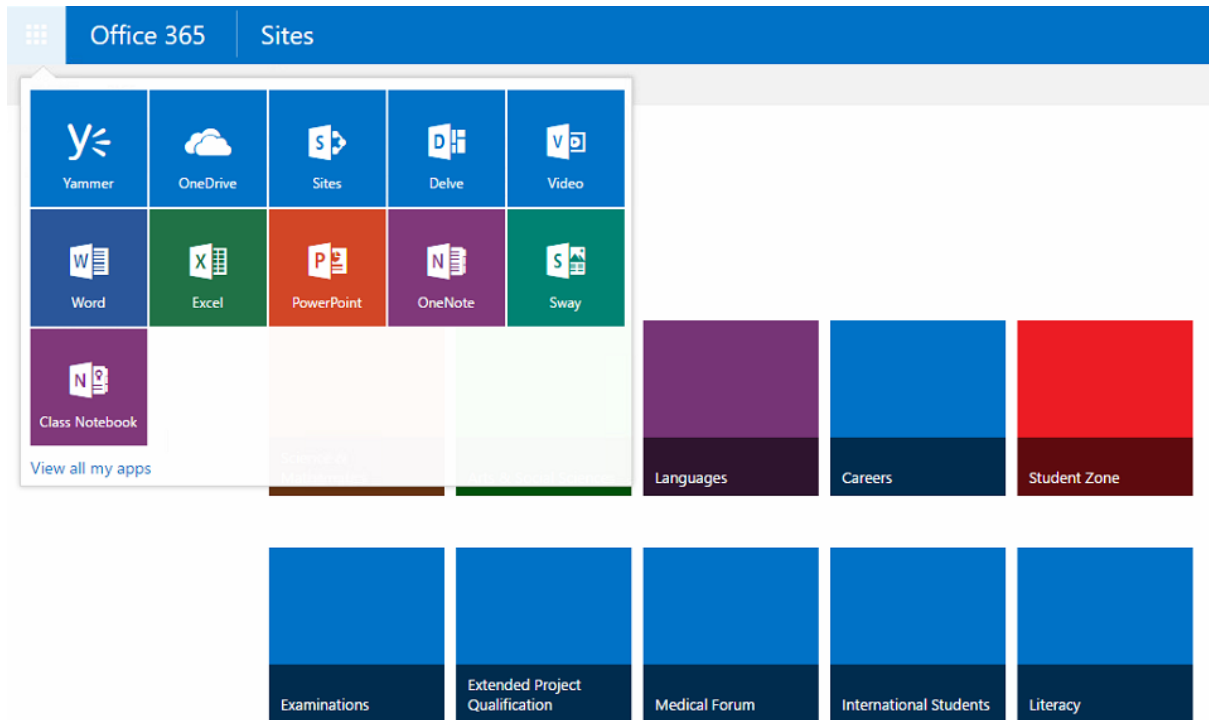 Office 365 Sites
Yammer OneDrive Sites Delve Video
Word Excel PowerPoint OneNote Sway
Class Notebook
View all my apps
Languages Careers Student Zone
Examinations
Extended Project
Qualification
Medical Forum International Students Literacy